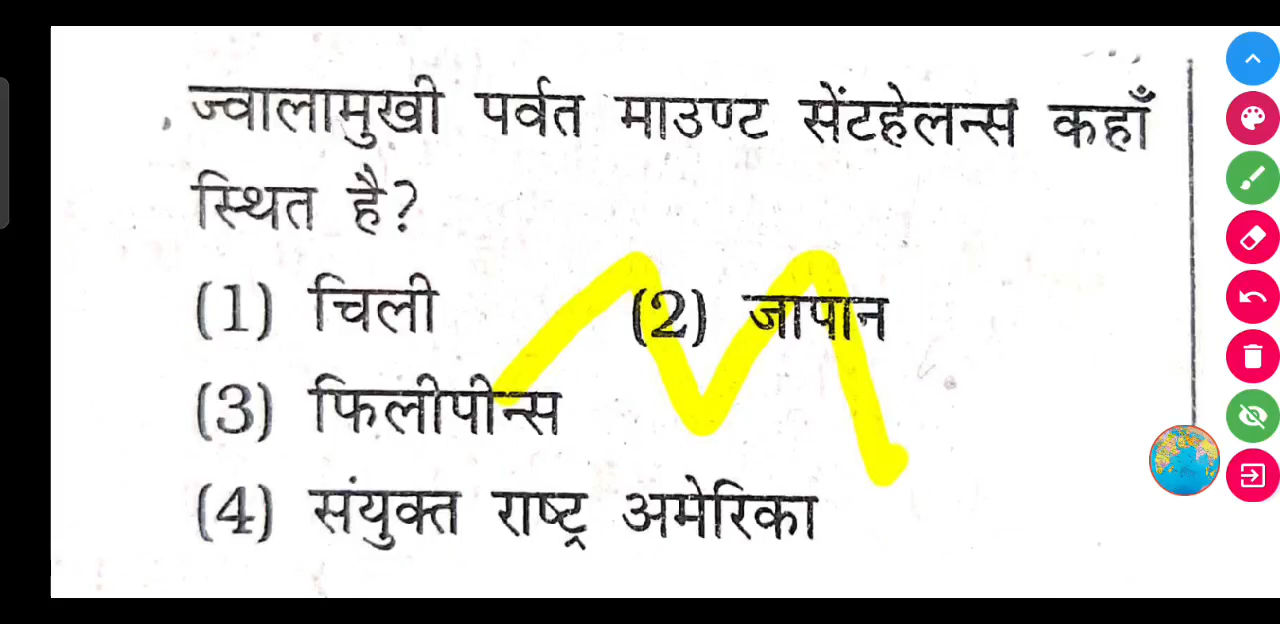 ज्वालामुखी पर्वत माउण्ट सेंटहेलन्स कहाँ
स्थित है?
(1) चिली (2) जापान
(3) फिलीपीन्स
(4) संयुक्त राष्ट्र अमेरिका